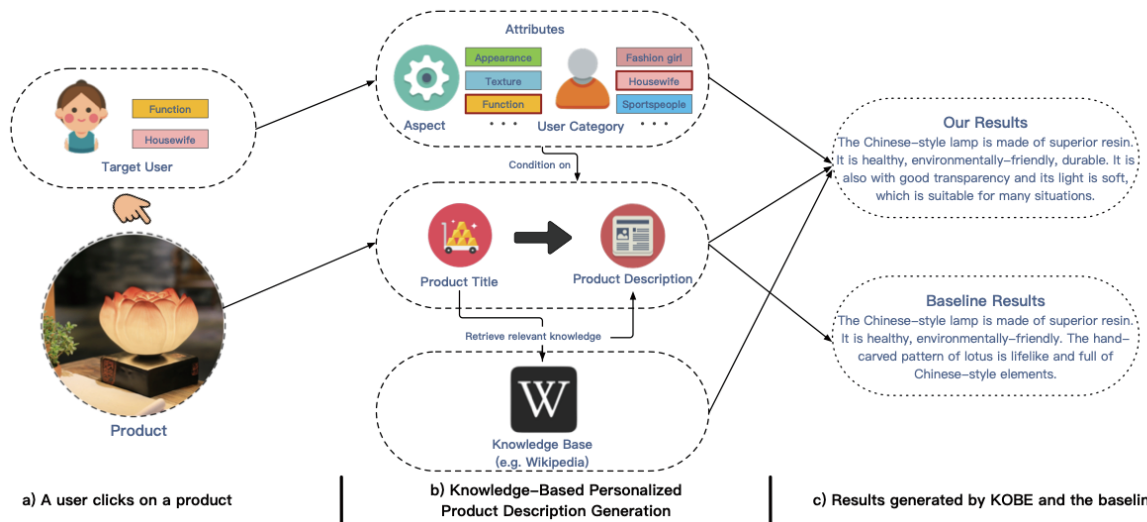 Attributes
Appearance
Texture
Function
Aspect
• • •
Fashion girl
Housewife
Sportspeople
User Category
• • •
Function
Housewife
Target User
Condition on
Product Title
Product Description
Retrieve relevant knowledge
W
Knowledge Base
(e.g. Wikipedia)
Product
Our Results
The Chinese-style lamp is made of superior resin.
It is healthy, environmentally-friendly, durable. It is
also with good transparency and its light is soft,
which is suitable for many situations.
Baseline Results
The Chinese-style lamp is made of superior resin.
It is healthy, environmentally-friendly. The hand-
carved pattern of lotus is lifelike and full of
Chinese-style elements.
a) A user clicks on a product
b) Knowledge-Based Personalized
Product Description Generation
c) Results generated by KOBE and the baselin